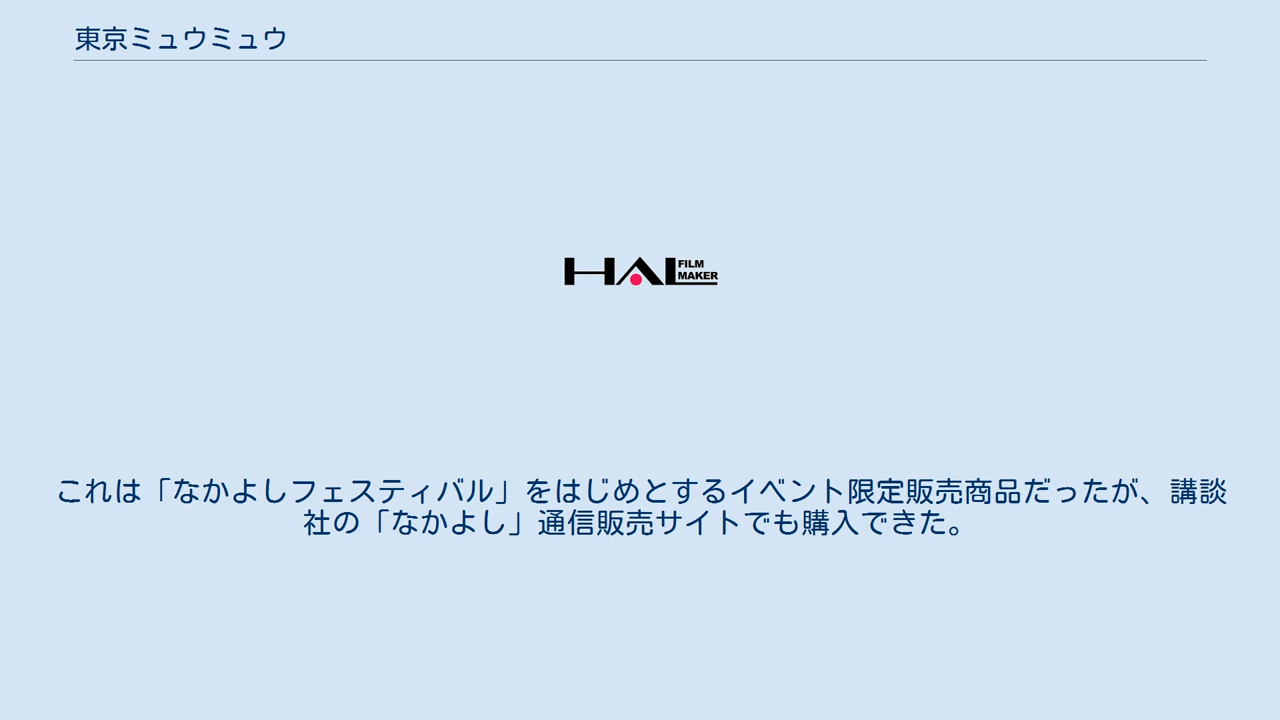 東京ミュウミュウ
HAL FILM
MAKER
これは「なかよしフェスティバル」をはじめとするイベント限定販売商品だったが、講談
社の「なかよし」通信販売サイトでも購入できた。